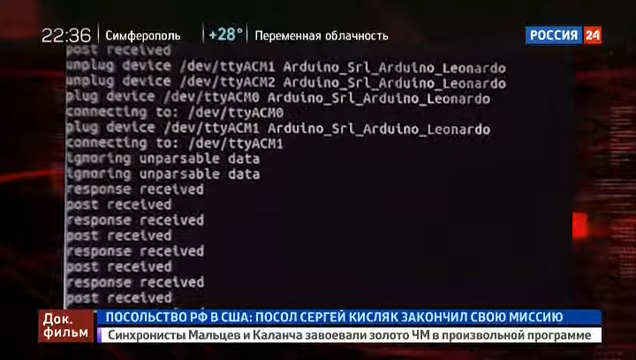 22:36 Симферополь +28° Переменная облачность
РОССИЯ 24
post received
unplug device /dev/ttyACM1 Arduino_Srl_Arduino_Leonardo
unplug device /dev/ttyACM2 Arduino_Srl_Arduino_Leonardo
plug device /dev/ttyACM0 Arduino_Srl_Arduino_Leonardo
connecting to: /dev/ttyACM0
plug device /dev/ttyACM1 Arduino_Srl_Arduino_Leonardo
connecting to: /dev/ttyACM1
ignoring unparsable data
ignoring unparsable data
response received
post received
response received
post received
response received
post received
response received
post received
Док. фильм
ПОСОЛЬСТВО РФ В США: ПОСОЛ СЕРГЕЙ КИСЛЯК ЗАКОНЧИЛ СВОЮ МИССИЮ
Синхронисты Мальцев и Каланча завоевали золото ЧМ в произвольной программе